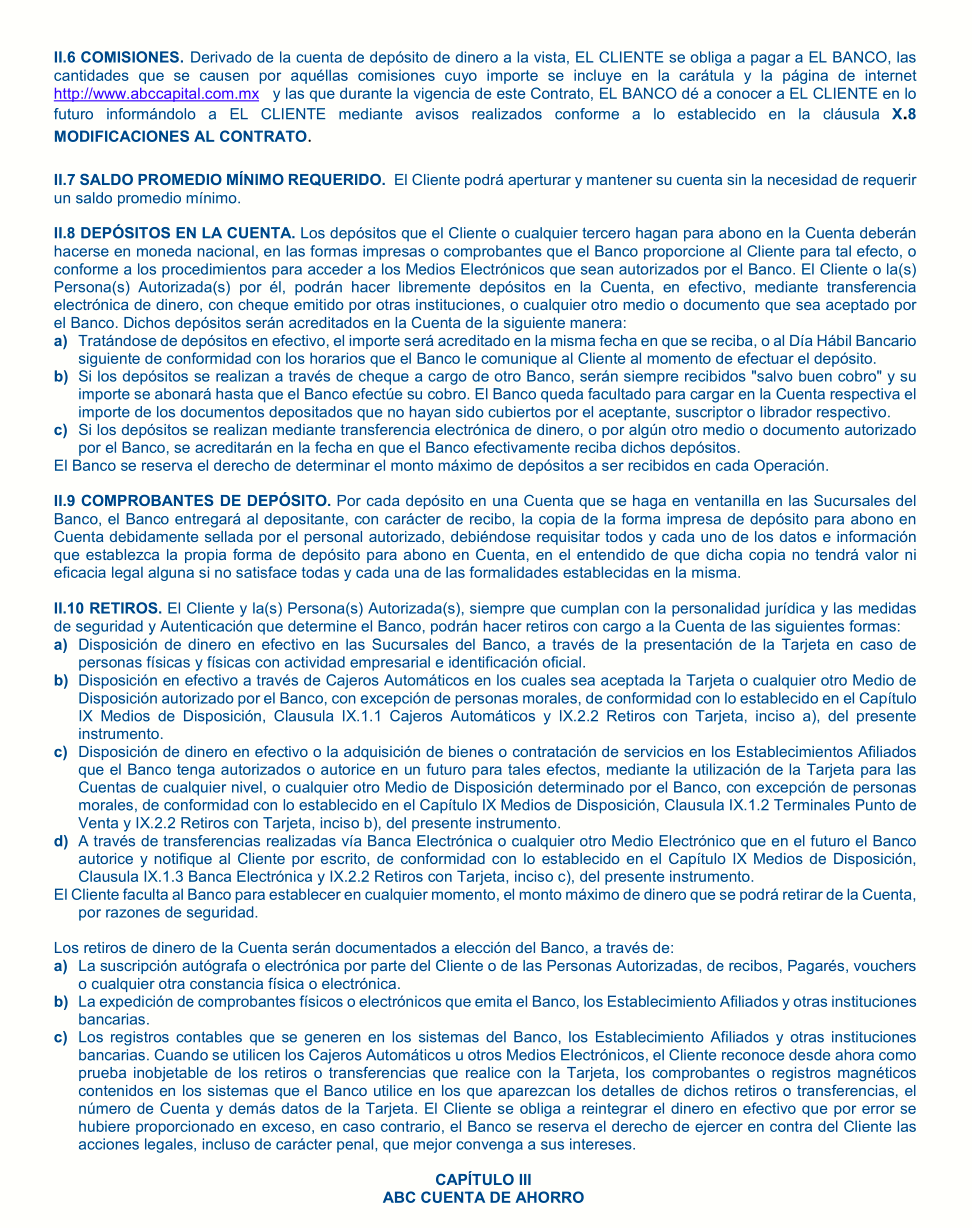 II.6 COMISIONES. Derivado de la cuenta de depósito de dinero a la vista, EL CLIENTE se obliga a pagar a EL BANCO, las
cantidades que se causen por aquéllas comisiones cuyo importe se incluye en la carátula y la página de internet
http://www.abccapital.com.mx y las que durante la vigencia de este Contrato, EL BANCO dé a conocer a EL CLIENTE en lo
futuro informándolo a EL CLIENTE mediante avisos realizados conforme a lo establecido en la cláusula X.8
MODIFICACIONES AL CONTRATO.
II.7 SALDO PROMEDIO MÍNIMO REQUERIDO. El Cliente podrá aperturar y mantener su cuenta sin la necesidad de requerir
un saldo promedio mínimo.
II.8 DEPÓSITOS EN LA CUENTA. Los depósitos que el Cliente o cualquier tercero hagan para abono en la Cuenta deberán
hacerse en moneda nacional, en las formas impresas o comprobantes que el Banco proporcione al Cliente para tal efecto, o
conforme a los procedimientos para acceder a los Medios Electrónicos que sean autorizados por el Banco. El Cliente o la(s)
Persona(s) Autorizada(s) por él, podrán hacer libremente depósitos en la Cuenta, en efectivo, mediante transferencia
electrónica de dinero, con cheque emitido por otras instituciones, o cualquier otro medio o documento que sea aceptado por
el Banco. Dichos depósitos serán acreditados en la Cuenta de la siguiente manera:
a) Tratándose de depósitos en efectivo, el importe será acreditado en la misma fecha en que se reciba, o al Día Hábil Bancario
siguiente de conformidad con los horarios que el Banco le comunique al Cliente al momento de efectuar el depósito.
b) Si los depósitos se realizan a través de cheque a cargo de otro Banco, serán siempre recibidos "salvo buen cobro" y su
importe se abonará hasta que el Banco efectúe su cobro. El Banco queda facultado para cargar en la Cuenta respectiva el
importe de los documentos depositados que no hayan sido cubiertos por el aceptante, suscriptor o librador respectivo.
c) Si los depósitos se realizan mediante transferencia electrónica de dinero, o por algún otro medio o documento autorizado
por el Banco, se acreditarán en la fecha en que el Banco efectivamente reciba dichos depósitos.
El Banco se reserva el derecho de determinar el monto máximo de depósitos a ser recibidos en cada Operación.
II.9 COMPROBANTES DE DEPÓSITO. Por cada depósito en una Cuenta que se haga en ventanilla en las Sucursales del
Banco, el Banco entregará al depositante, con carácter de recibo, la copia de la forma impresa de depósito para abono en
Cuenta debidamente sellada por el personal autorizado, debiéndose requisitar todos y cada uno de los datos e información
que establezca la propia forma de depósito para abono en Cuenta, en el entendido de que dicha copia no tendrá valor ni
eficacia legal alguna si no satisface todas y cada una de las formalidades establecidas en la misma.
II.10 RETIROS. El Cliente y la(s) Persona(s) Autorizada(s), siempre que cumplan con la personalidad jurídica y las medidas
de seguridad y Autenticación que determine el Banco, podrán hacer retiros con cargo a la Cuenta de las siguientes formas:
a) Disposición de dinero en efectivo en las Sucursales del Banco, a través de la presentación de la Tarjeta en caso de
personas físicas y físicas con actividad empresarial e identificación oficial.
b) Disposición en efectivo a través de Cajeros Automáticos en los cuales sea aceptada la Tarjeta o cualquier otro Medio de
Disposición autorizado por el Banco, con excepción de personas morales, de conformidad con lo establecido en el Capítulo
IX Medios de Disposición, Clausula IX.1.1 Cajeros Automáticos y IX.2.2 Retiros con Tarjeta, inciso a), del presente
instrumento.
c) Disposición de dinero en efectivo o la adquisición de bienes o contratación de servicios en los Establecimientos Afiliados
que el Banco tenga autorizados o autorice en un futuro para tales efectos, mediante la utilización de la Tarjeta para las
Cuentas de cualquier nivel, o cualquier otro Medio de Disposición determinado por el Banco, con excepción de personas
morales, de conformidad con lo establecido en el Capítulo IX Medios de Disposición, Clausula IX.1.2 Terminales Punto de
Venta y IX.2.2 Retiros con Tarjeta, inciso b), del presente instrumento.
d) A través de transferencias realizadas vía Banca Electrónica o cualquier otro Medio Electrónico que en el futuro el Banco
autorice y notifique al Cliente por escrito, de conformidad con lo establecido en el Capítulo IX Medios de Disposición,
Clausula IX.1.3 Banca Electrónica y IX.2.2 Retiros con Tarjeta, inciso c), del presente instrumento.
El Cliente faculta al Banco para establecer en cualquier momento, el monto máximo de dinero que se podrá retirar de la Cuenta,
por razones de seguridad.
Los retiros de dinero de la Cuenta serán documentados a elección del Banco, a través de:
a) La suscripción autógrafa o electrónica por parte del Cliente o de las Personas Autorizadas, de recibos, Pagarés, vouchers
o cualquier otra constancia física o electrónica.
b) La expedición de comprobantes físicos o electrónicos que emita el Banco, los Establecimiento Afiliados y otras instituciones
bancarias.
c) Los registros contables que se generen en los sistemas del Banco, los Establecimiento Afiliados y otras instituciones
bancarias. Cuando se utilicen los Cajeros Automáticos u otros Medios Electrónicos, el Cliente reconoce desde ahora como
prueba inobjetable de los retiros o transferencias que realice con la Tarjeta, los comprobantes o registros magnéticos
contenidos en los sistemas que el Banco utilice en los que aparezcan los detalles de dichos retiros o transferencias, el
número de Cuenta y demás datos de la Tarjeta. El Cliente se obliga a reintegrar el dinero en efectivo que por error se
hubiere proporcionado en exceso, en caso contrario, el Banco se reserva el derecho de ejercer en contra del Cliente las
acciones legales, incluso de carácter penal, que mejor convenga a sus intereses.
CAPÍTULO III
ABC CUENTA DE AHORRO